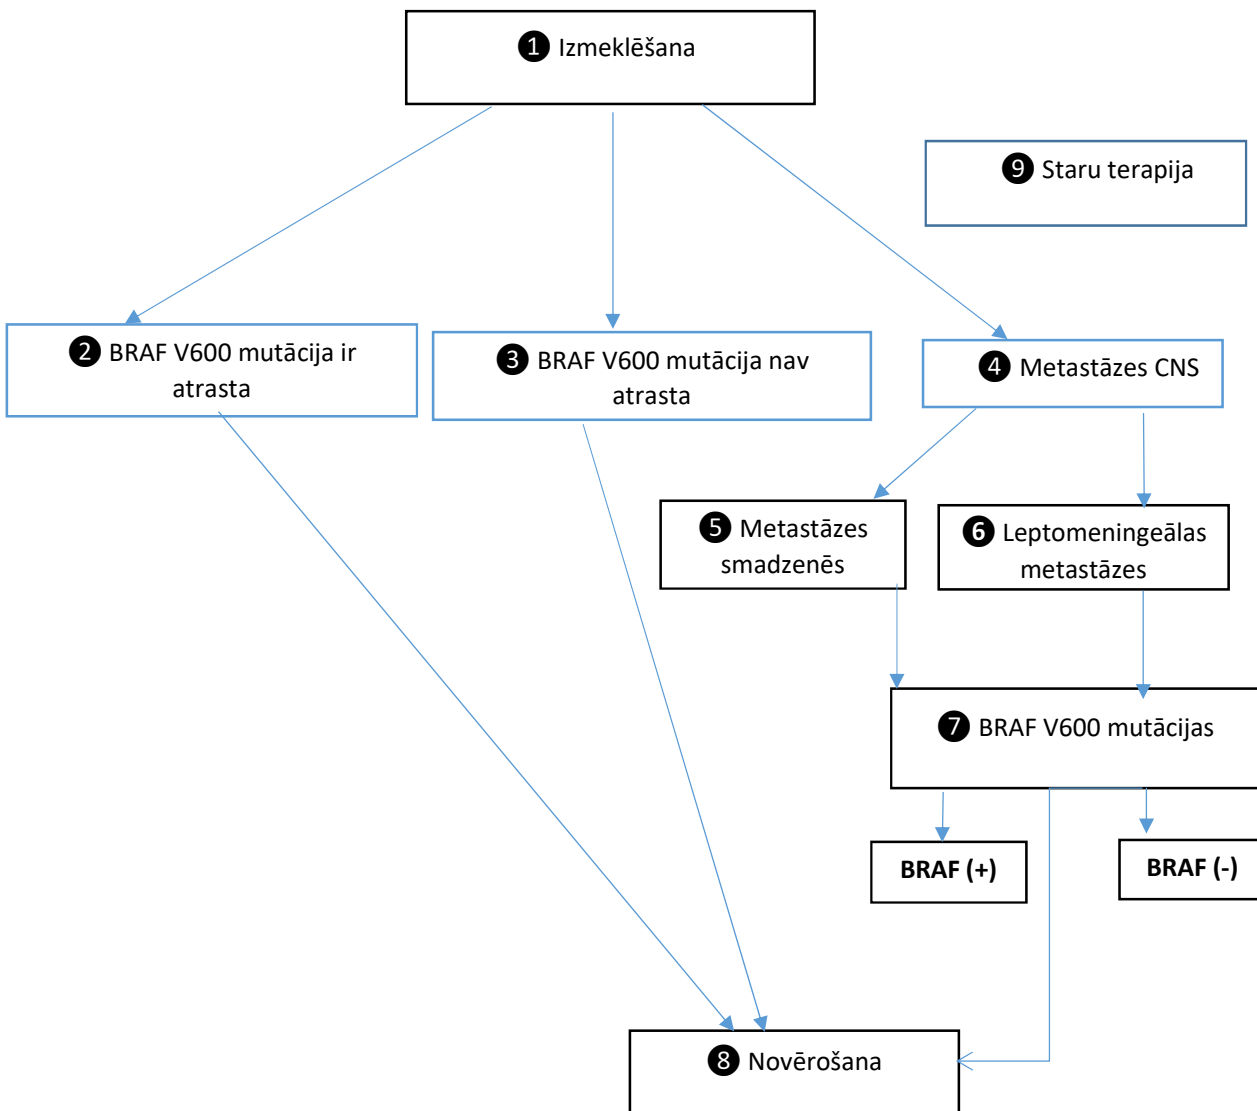 ❶ Izmeklēšana
❾ Staru terapija
❷ BRAF V600 mutācija ir
atrasta
❸ BRAF V600 mutācija nav
atrasta
❹ Metastāzes CNS
❺ Metastāzes
smadzenēs
❻ Leptomeningeālas
metastāzes
❼ BRAF V600 mutācijas
BRAF (+)
BRAF (-)
❽ Novērošana